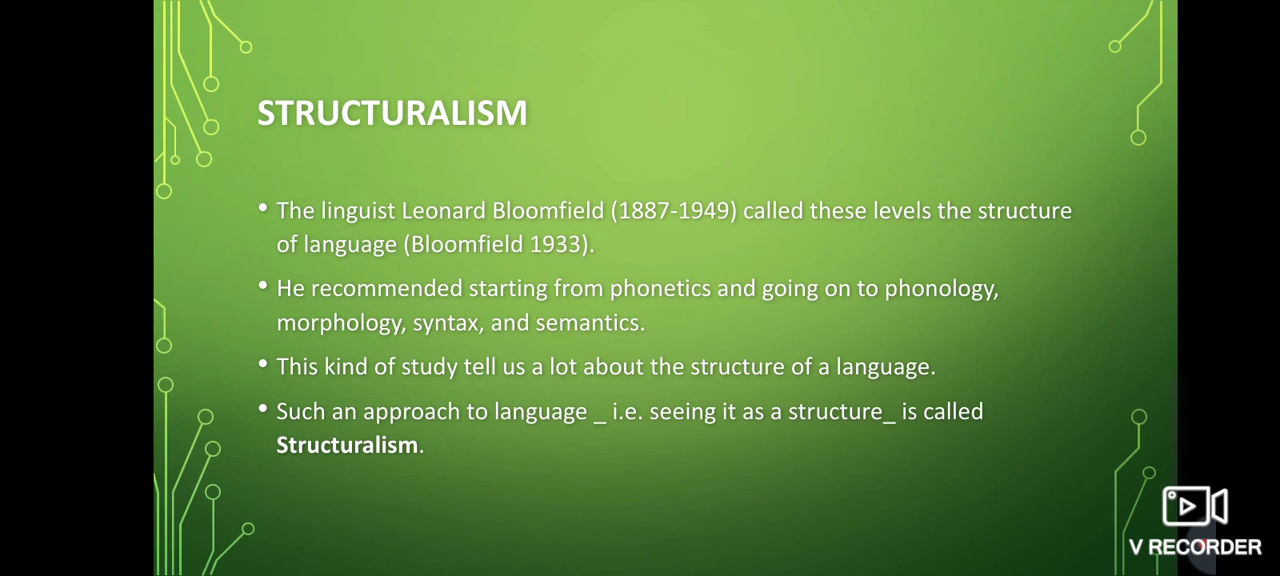 STRUCTURALISM
• The linguist Leonard Bloomfield (1887-1949) called these levels the structure
of language (Bloomfield 1933).
• He recommended starting from phonetics and going on to phonology,
morphology, syntax, and semantics.
• This kind of study tell us a lot about the structure of a language.
• Such an approach to language _ i.e. seeing it as a structure_ is called
Structuralism.
V RECORDER